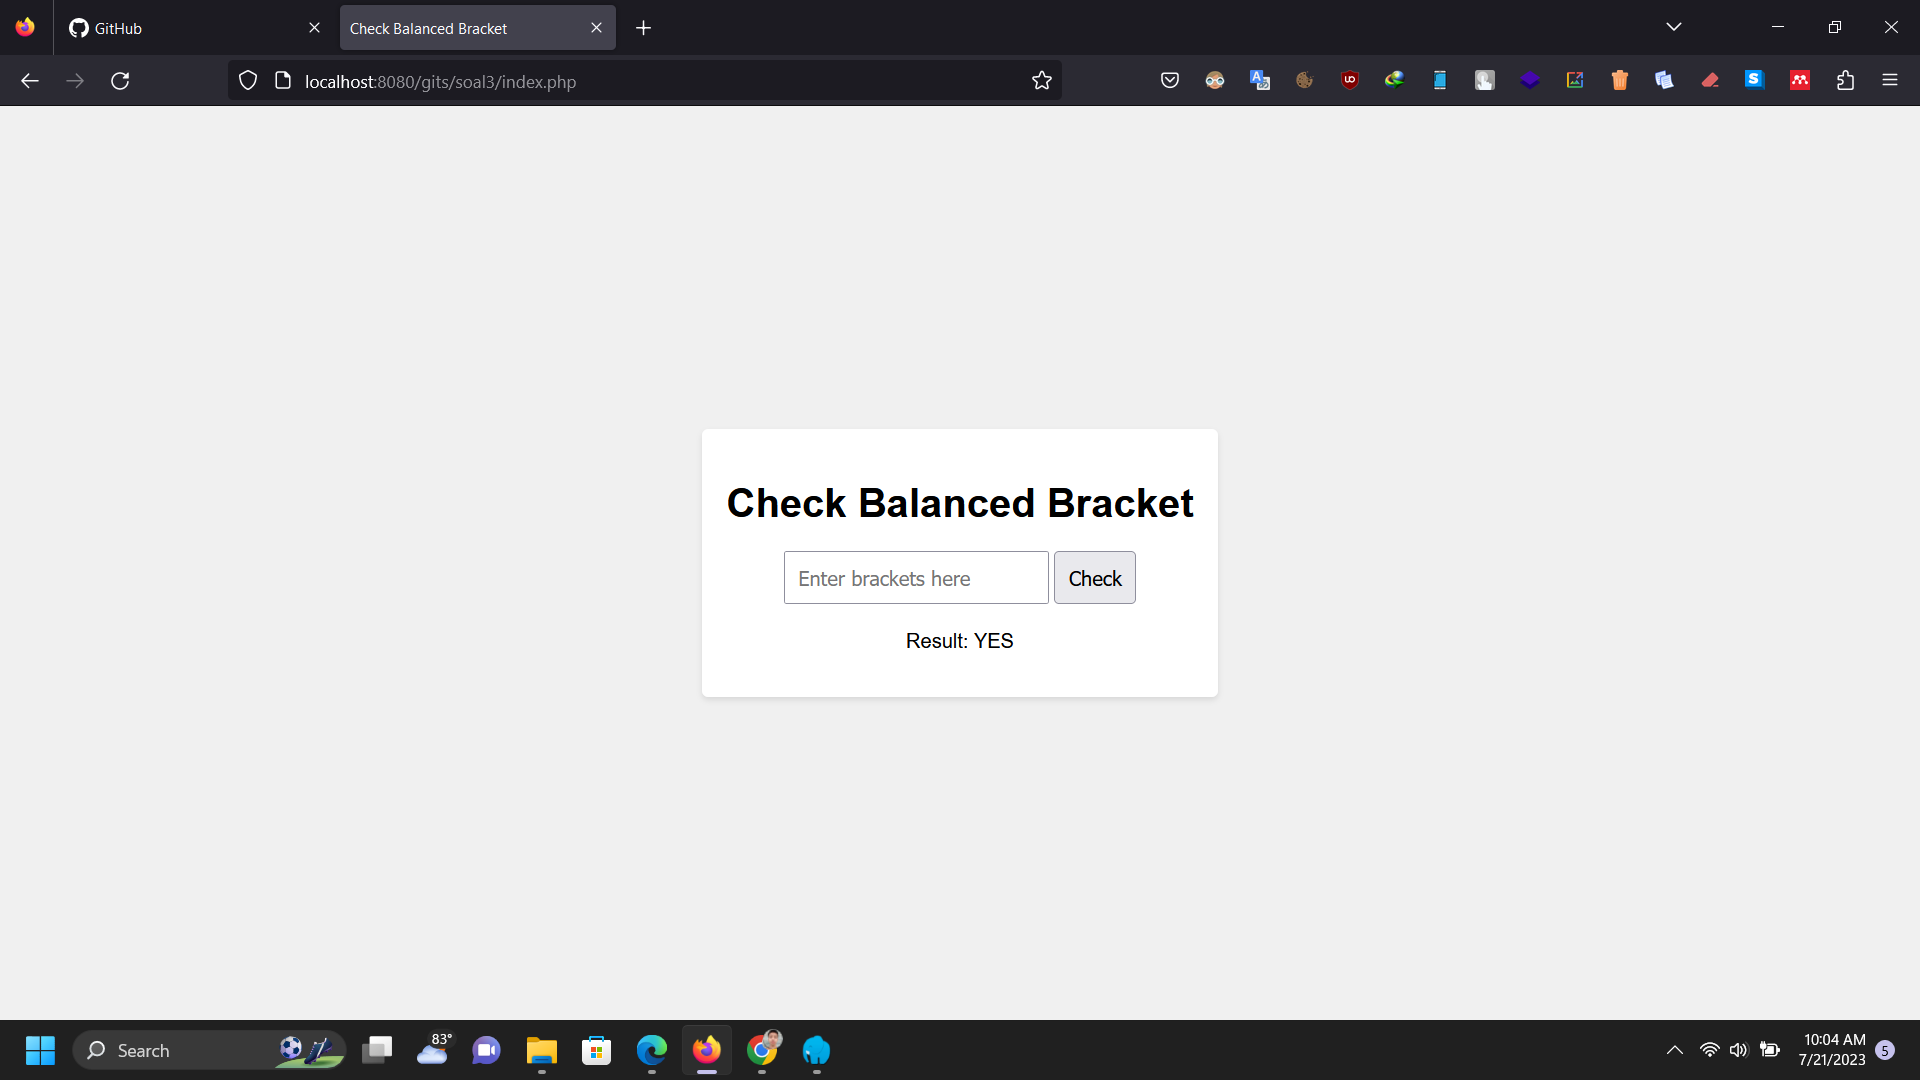 GitHub
Check Balanced Bracket
localhost:8080/gits/soal3/index.php
Check Balanced Bracket
Enter brackets here
Check
Result: YES
Search
83°
10:04 AM
7/21/2023
5